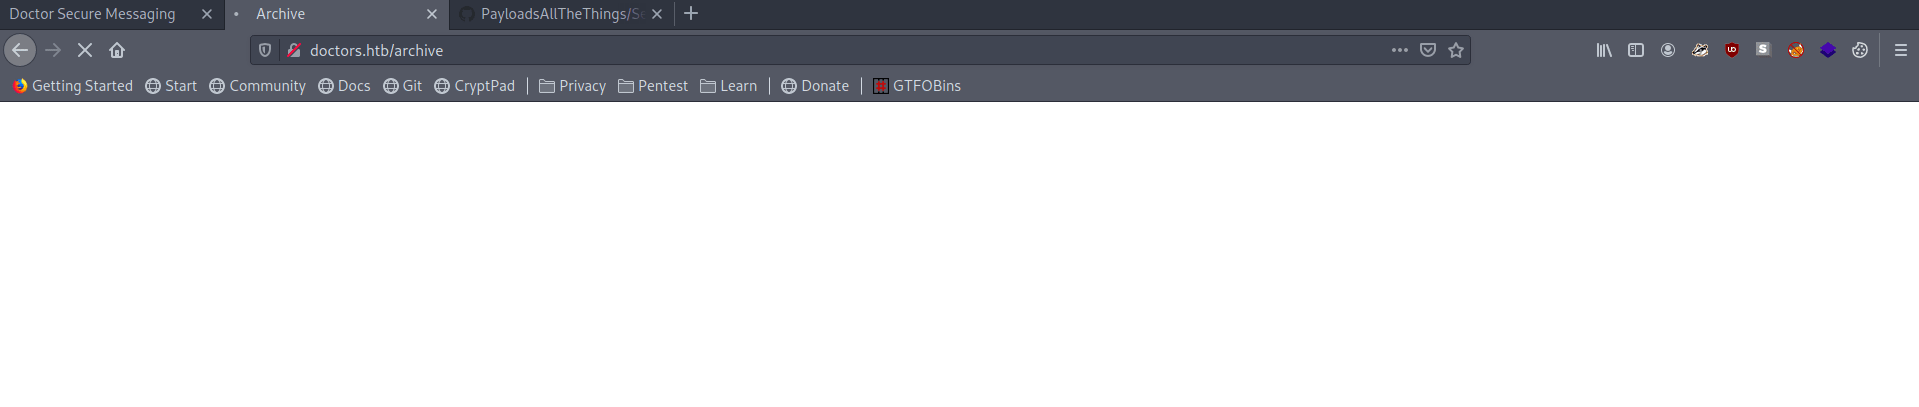 Doctor Secure Messaging Archive PayloadsAllTheThings/Se
doctors.htb/archive
Getting Started Start Community Docs Git CryptPad Privacy Pentest Learn Donate GTFOBins